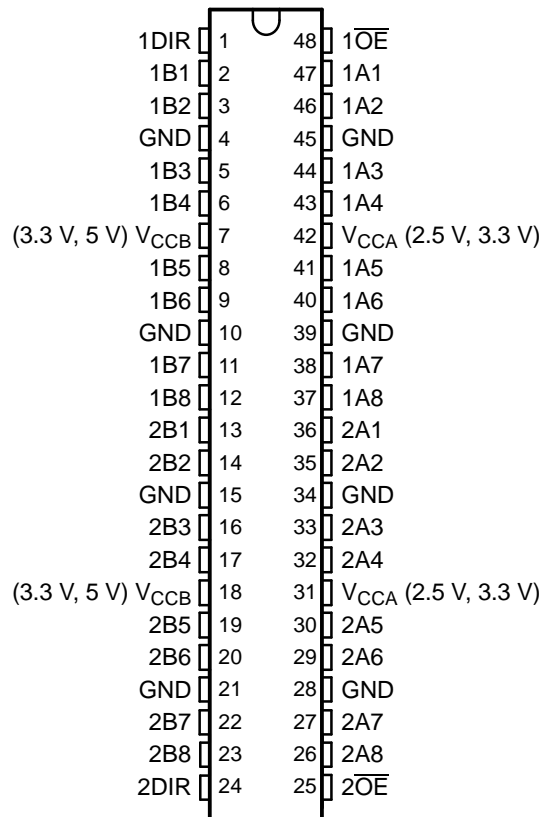 1DIR 1 48 1O̅E̅
1B1 2 47 1A1
1B2 3 46 1A2
GND 4 45 GND
1B3 5 44 1A3
1B4 6 43 1A4
(3.3 V, 5 V) VCCB 7 42 VCCA (2.5 V, 3.3 V)
1B5 8 41 1A5
1B6 9 40 1A6
GND 10 39 GND
1B7 11 38 1A7
1B8 12 37 1A8
2B1 13 36 2A1
2B2 14 35 2A2
GND 15 34 GND
2B3 16 33 2A3
2B4 17 32 2A4
(3.3 V, 5 V) VCCB 18 31 VCCA (2.5 V, 3.3 V)
2B5 19 30 2A5
2B6 20 29 2A6
GND 21 28 GND
2B7 22 27 2A7
2B8 23 26 2A8
2DIR 24 25 2O̅E̅